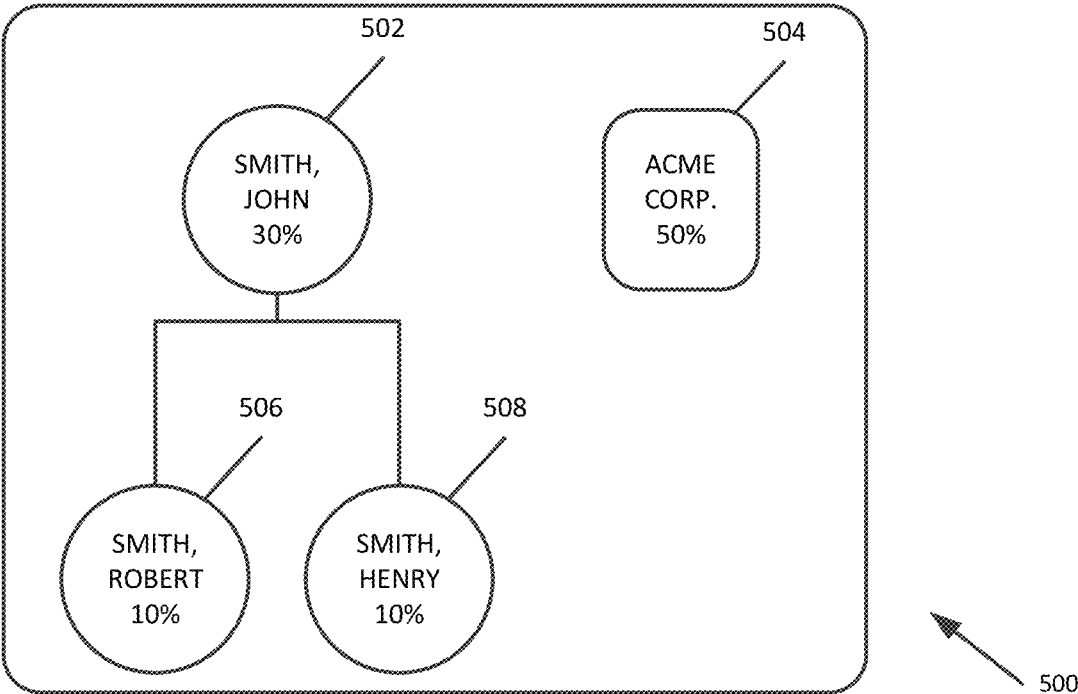 502
504
SMITH,
JOHN
30%
ACME
CORP.
50%
506
508
SMITH,
ROBERT
10%
SMITH,
HENRY
10%
500